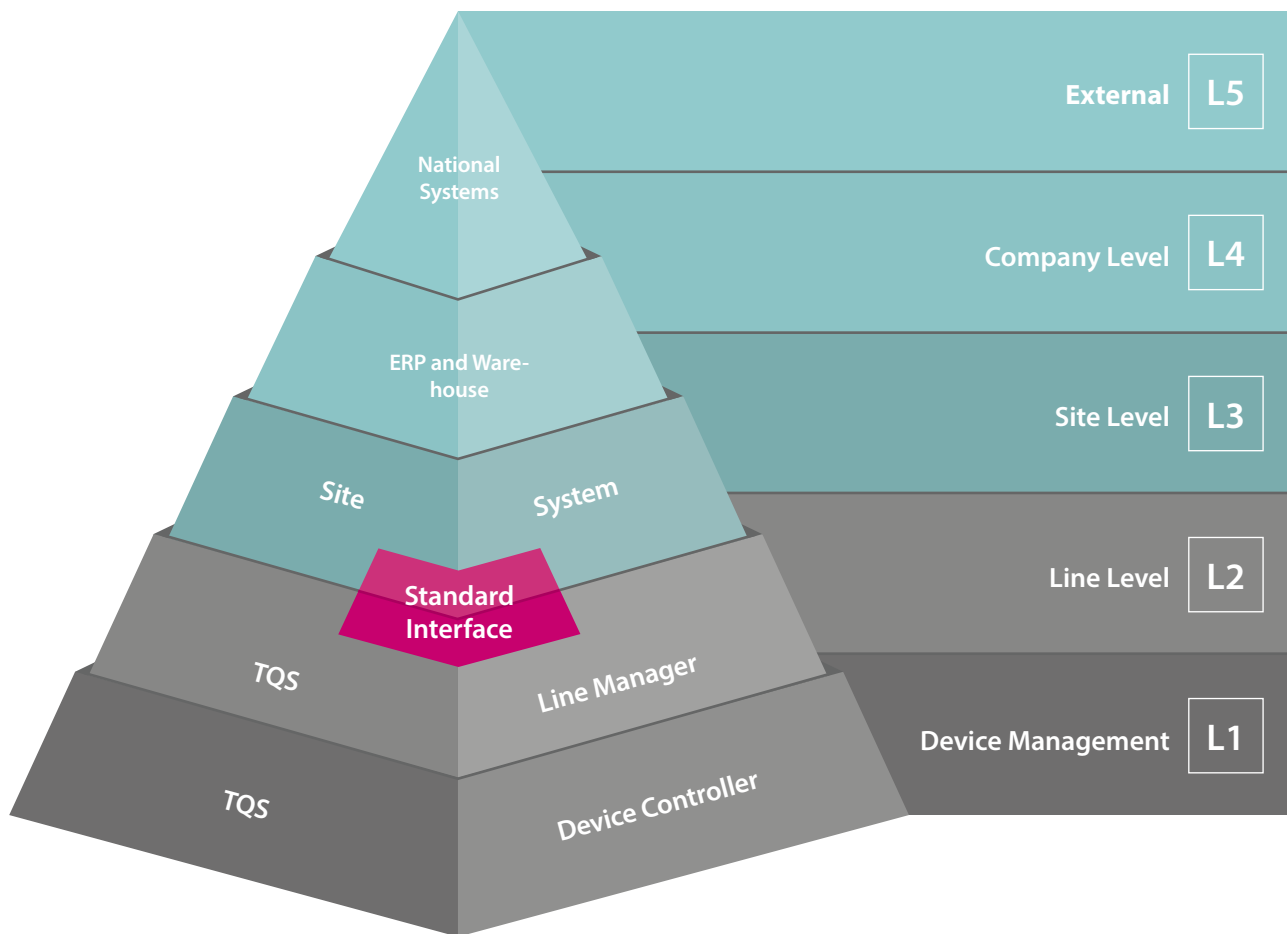 National
Systems
External
L5
ERP and Ware-
house
Company Level
L4
Site
System
Site Level
L3
Standard
Interface
TQS
Line Manager
Line Level
L2
TQS
Device Controller
Device Management
L1